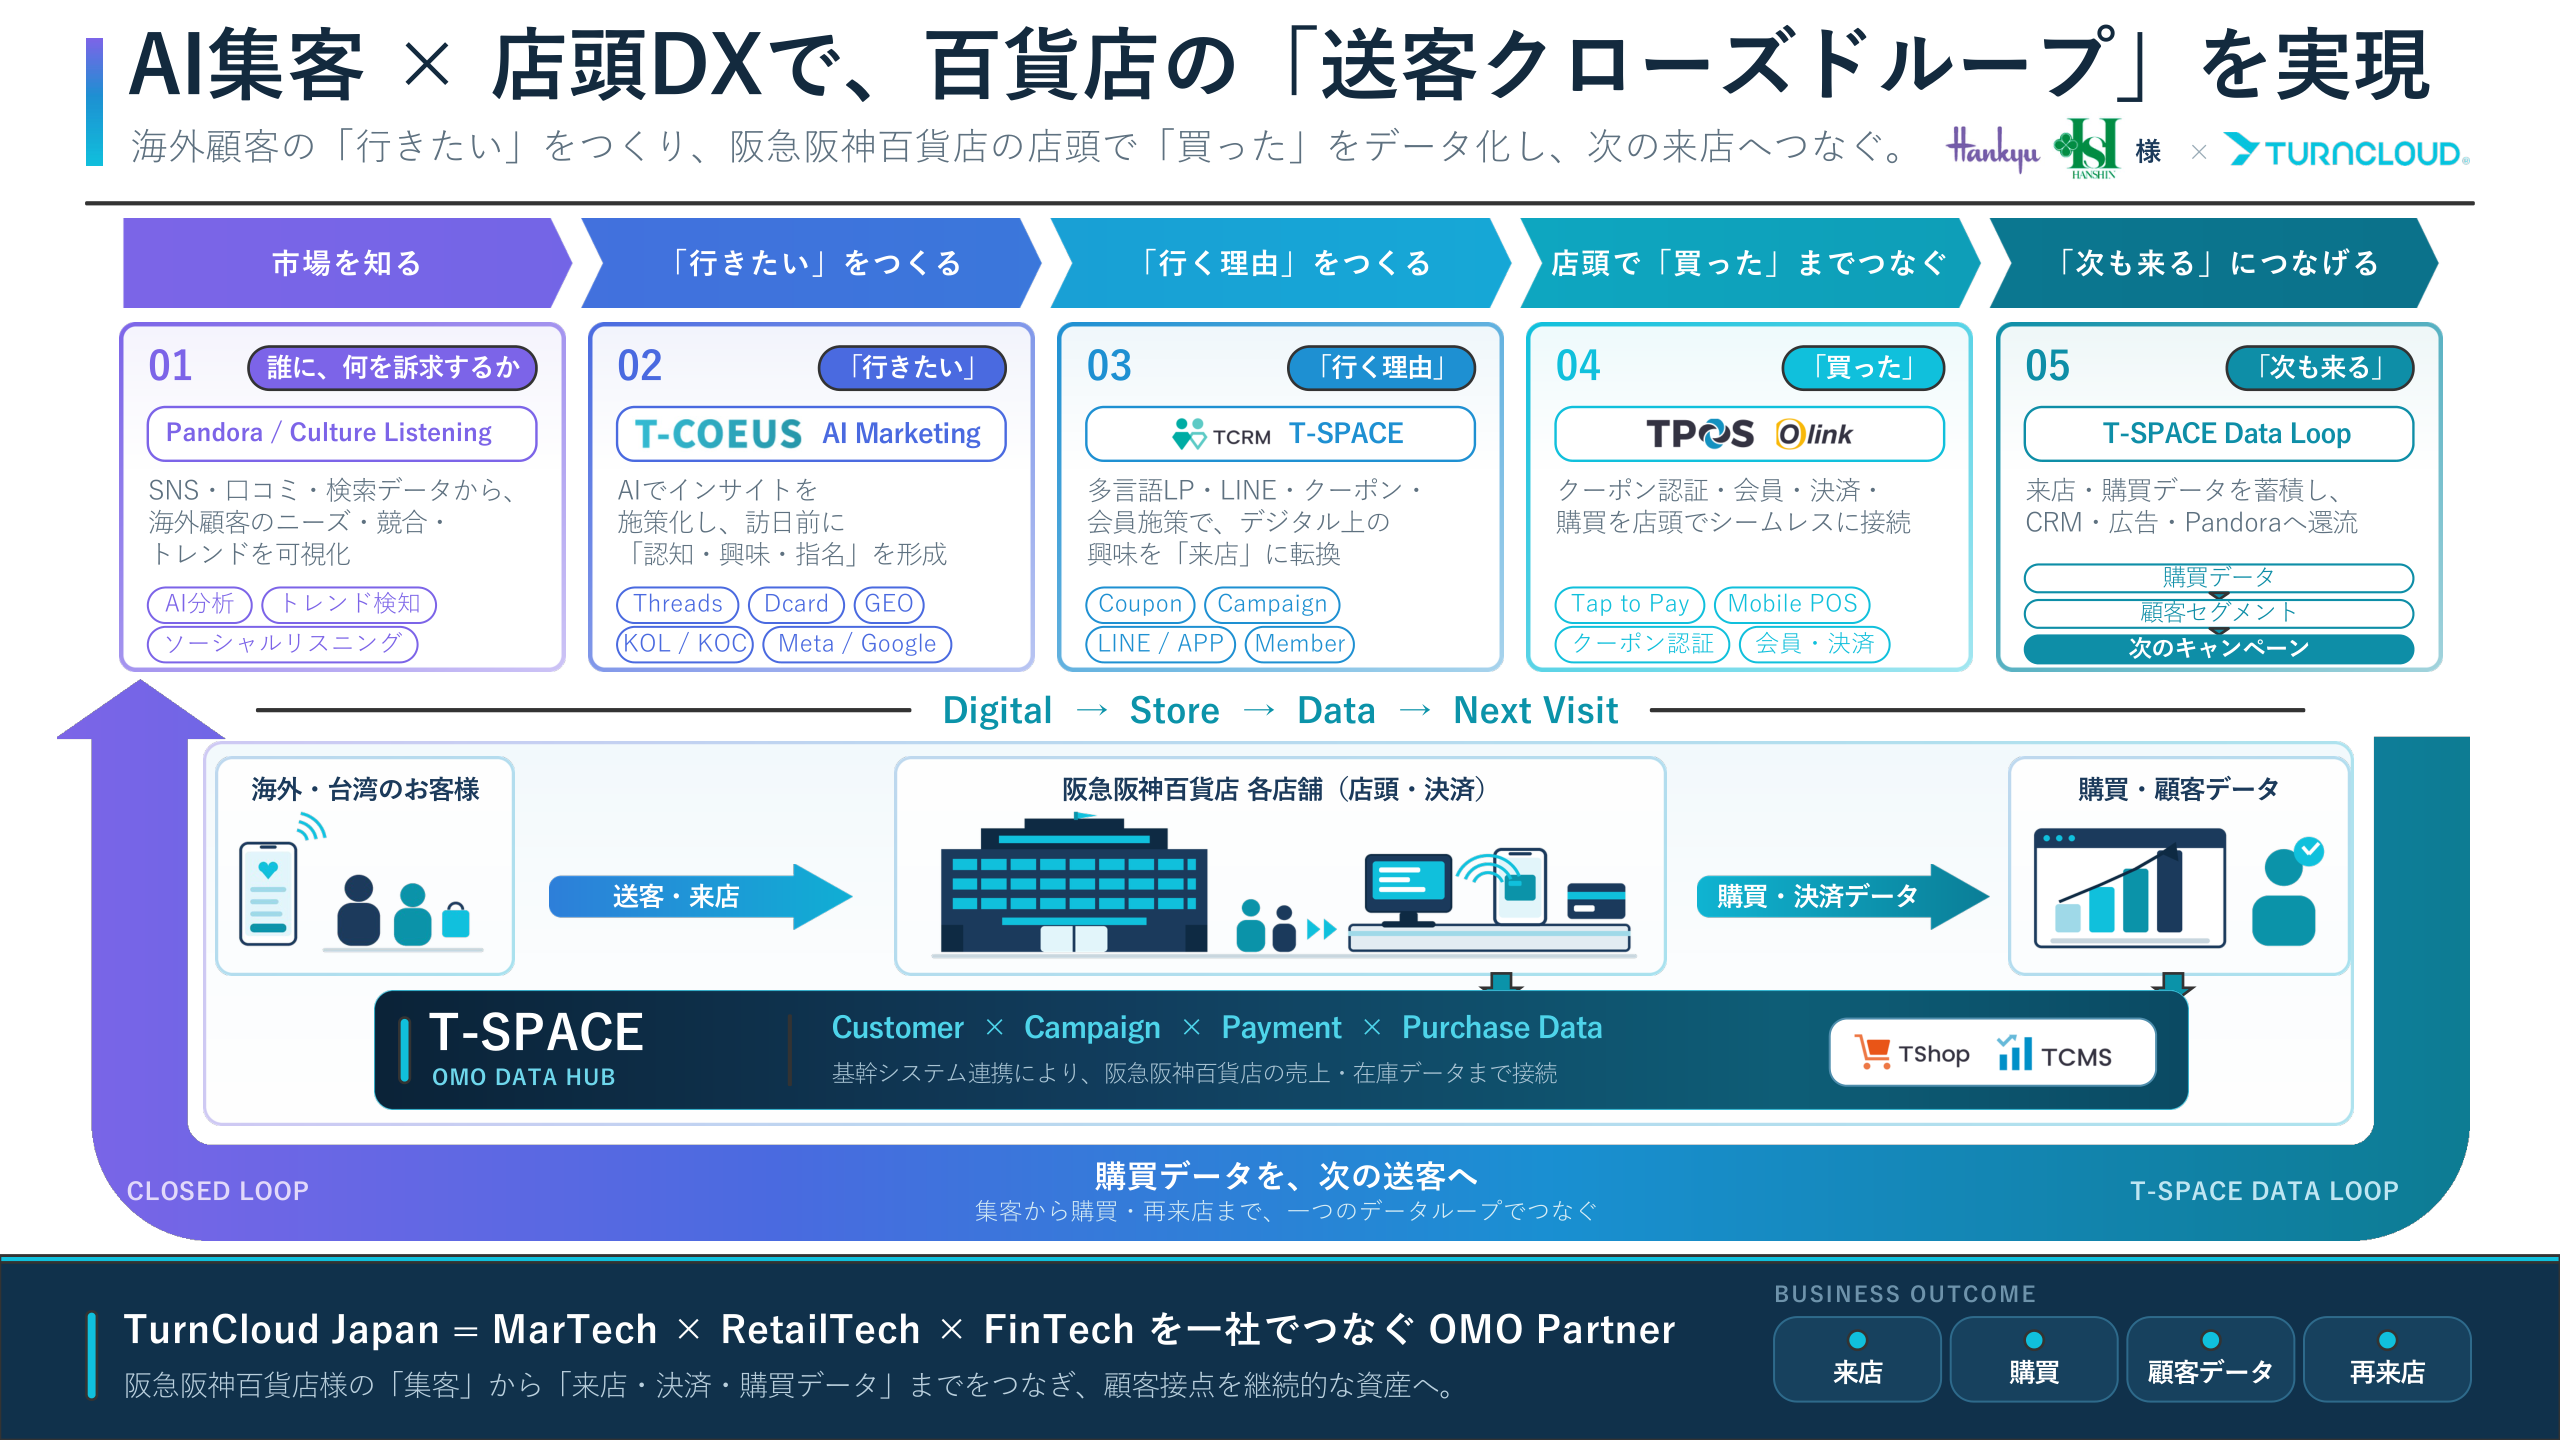 AI集客 × 店頭DXで、百貨店の「送客クローズドループ」を実現
海外顧客の「行きたい」をつくり、阪急阪神百貨店の店頭で「買った」をデータ化し、次の来店へつなぐ。
Hankyu HANSHIN 様 × TURNCLOUD®
市場を知る
「行きたい」をつくる
「行く理由」をつくる
店頭で「買った」までつなぐ
「次も来る」につなげる
01 誰に、何を訴求するか
Pandora / Culture Listening
SNS・口コミ・検索データから、
海外顧客のニーズ・競合・
トレンドを可視化
AI分析 トレンド検知
ソーシャルリスニング
02 「行きたい」
T-COEUS AI Marketing
AIでインサイトを
施策化し、訪日前に
「認知・興味・指名」を形成
Threads Dcard GEO
KOL / KOC Meta / Google
03 「行く理由」
TCRM T-SPACE
多言語LP・LINE・クーポン・
会員施策で、デジタル上の
興味を「来店」に転換
Coupon Campaign
LINE / APP Member
04 「買った」
TPOS Olink
クーポン認証・会員・決済・
購買を店頭でシームレスに接続
Tap to Pay Mobile POS
クーポン認証 会員・決済
05 「次も来る」
T-SPACE Data Loop
来店・購買データを蓄積し、
CRM・広告・Pandoraへ還流
購買データ
顧客セグメント
次のキャンペーン
Digital → Store → Data → Next Visit
海外・台湾のお客様
送客・来店
阪急阪神百貨店 各店舗（店頭・決済）
購買・決済データ
購買・顧客データ
T-SPACE
OMO DATA HUB
Customer × Campaign × Payment × Purchase Data
基幹システム連携により、阪急阪神百貨店の売上・在庫データまで接続
TShop TCMS
CLOSED LOOP
購買データを、次の送客へ
集客から購買・再来店まで、一つのデータループでつなぐ
T-SPACE DATA LOOP
TurnCloud Japan = MarTech × RetailTech × FinTech を一社でつなぐ OMO Partner
阪急阪神百貨店様の「集客」から「来店・決済・購買データ」までをつなぎ、顧客接点を継続的な資産へ。
BUSINESS OUTCOME
来店 購買 顧客データ 再来店